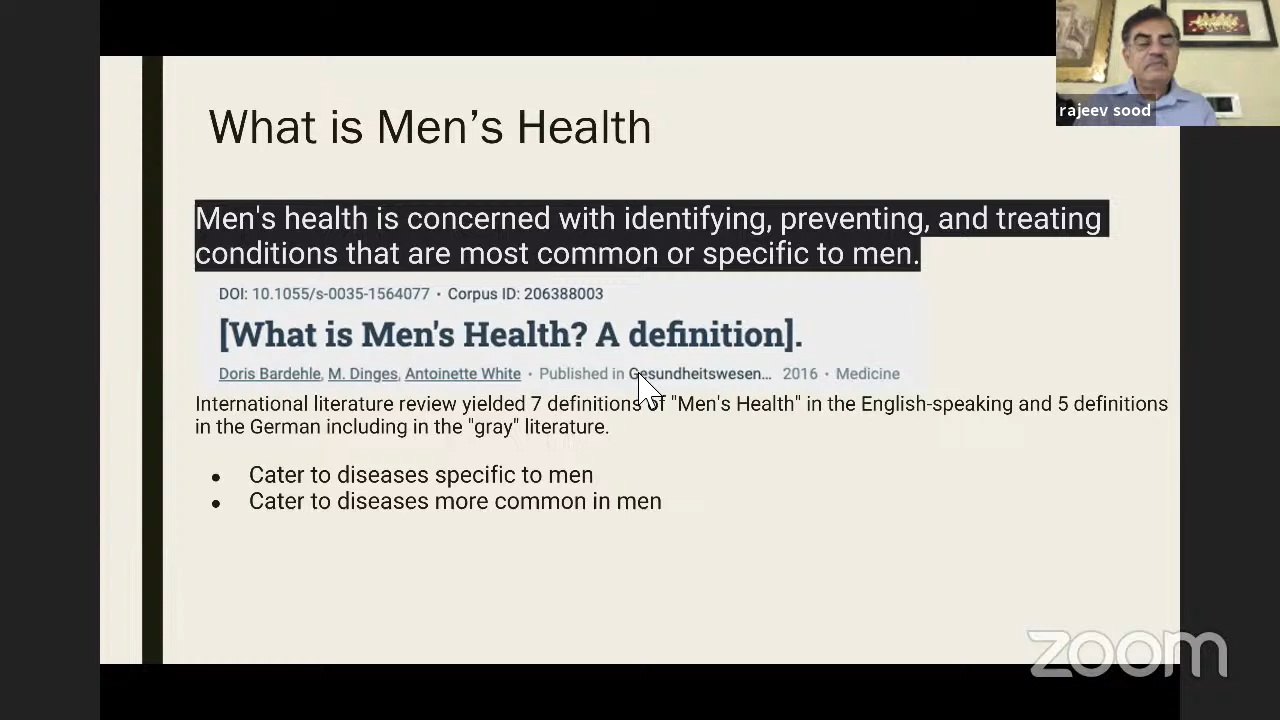 What is Men's Health
rajeev sood
Men's health is concerned with identifying, preventing, and treating
conditions that are most common or specific to men.
DOI: 10.1055/s-0035-1564077 · Corpus ID: 206388003
[What is Men's Health? A definition].
Doris Bardehle, M. Dinges, Antoinette White · Published in Gesundheitswesen… 2016 · Medicine
International literature review yielded 7 definitions of "Men's Health" in the English-speaking and 5 definitions
in the German including in the "gray" literature.
● Cater to diseases specific to men
● Cater to diseases more common in men
zoom